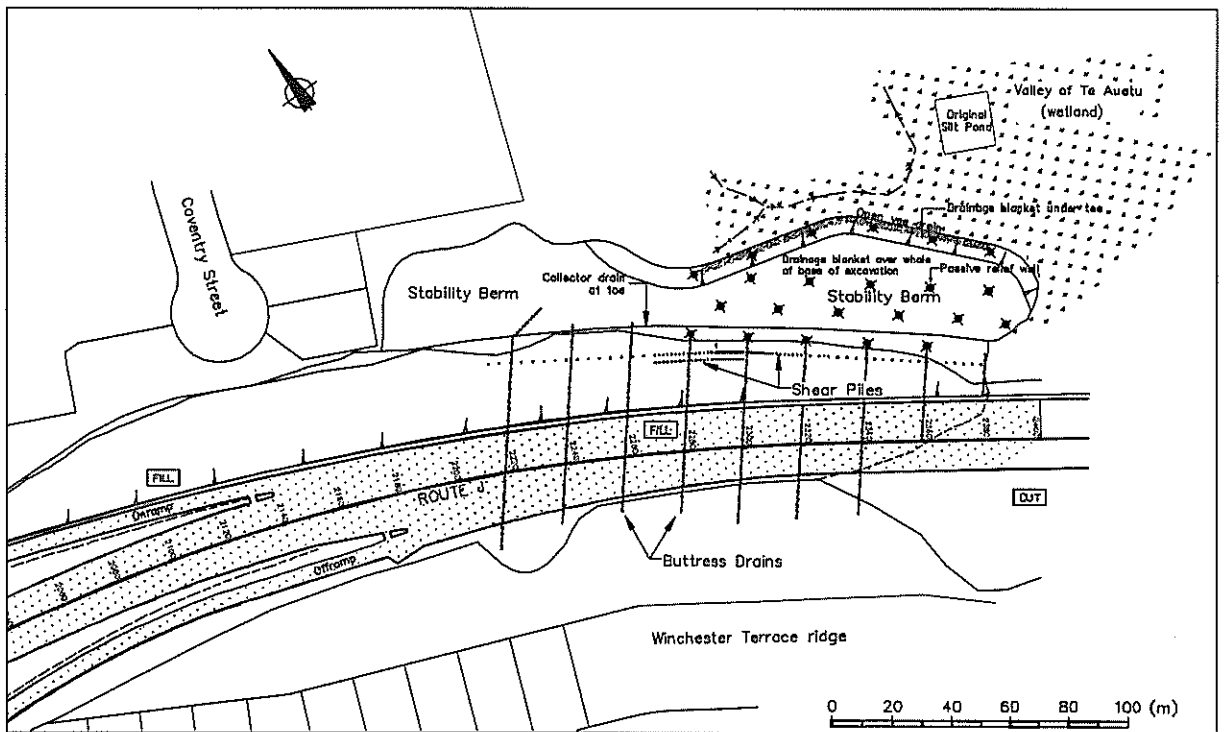 Valley of Te Auatu
(wetland)
Original
Silt Pond
Coventry Street
Drainage blanket under toe
Open vee drain
Collector drain
at toe
Drainage blanket over whole
of base of excavation
Passive relief well
Stability Berm
Stability Berm
Shear Piles
FILL
FILL
ROUTE J
Onramp
Offramp
CUT
Buttress Drains
Winchester Terrace ridge
0 20 40 60 80 100 (m)